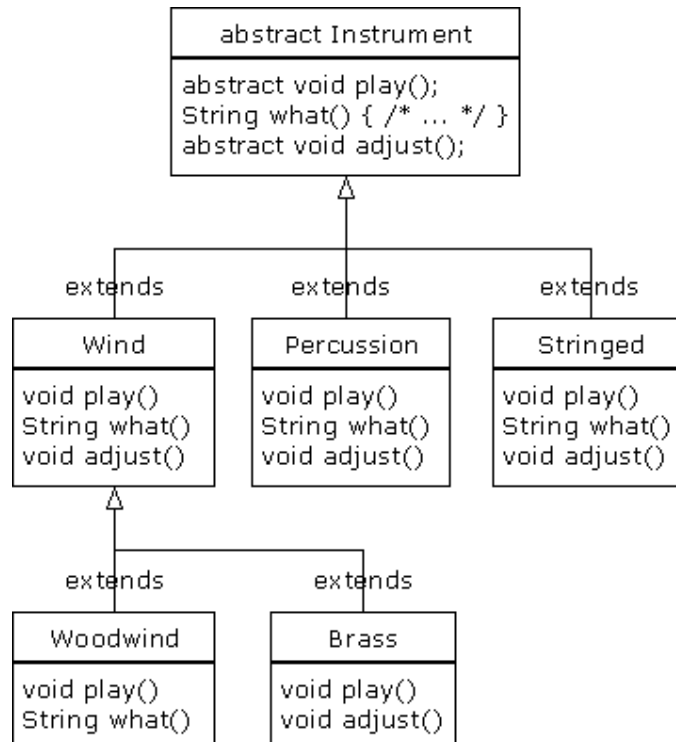 abstract Instrument
abstract void play();
String what() { /* ... */ }
abstract void adjust();
extends
extends
extends
Wind
void play()
String what()
void adjust()
Percussion
void play()
String what()
void adjust()
Stringed
void play()
String what()
void adjust()
extends
extends
Woodwind
void play()
String what()
Brass
void play()
void adjust()